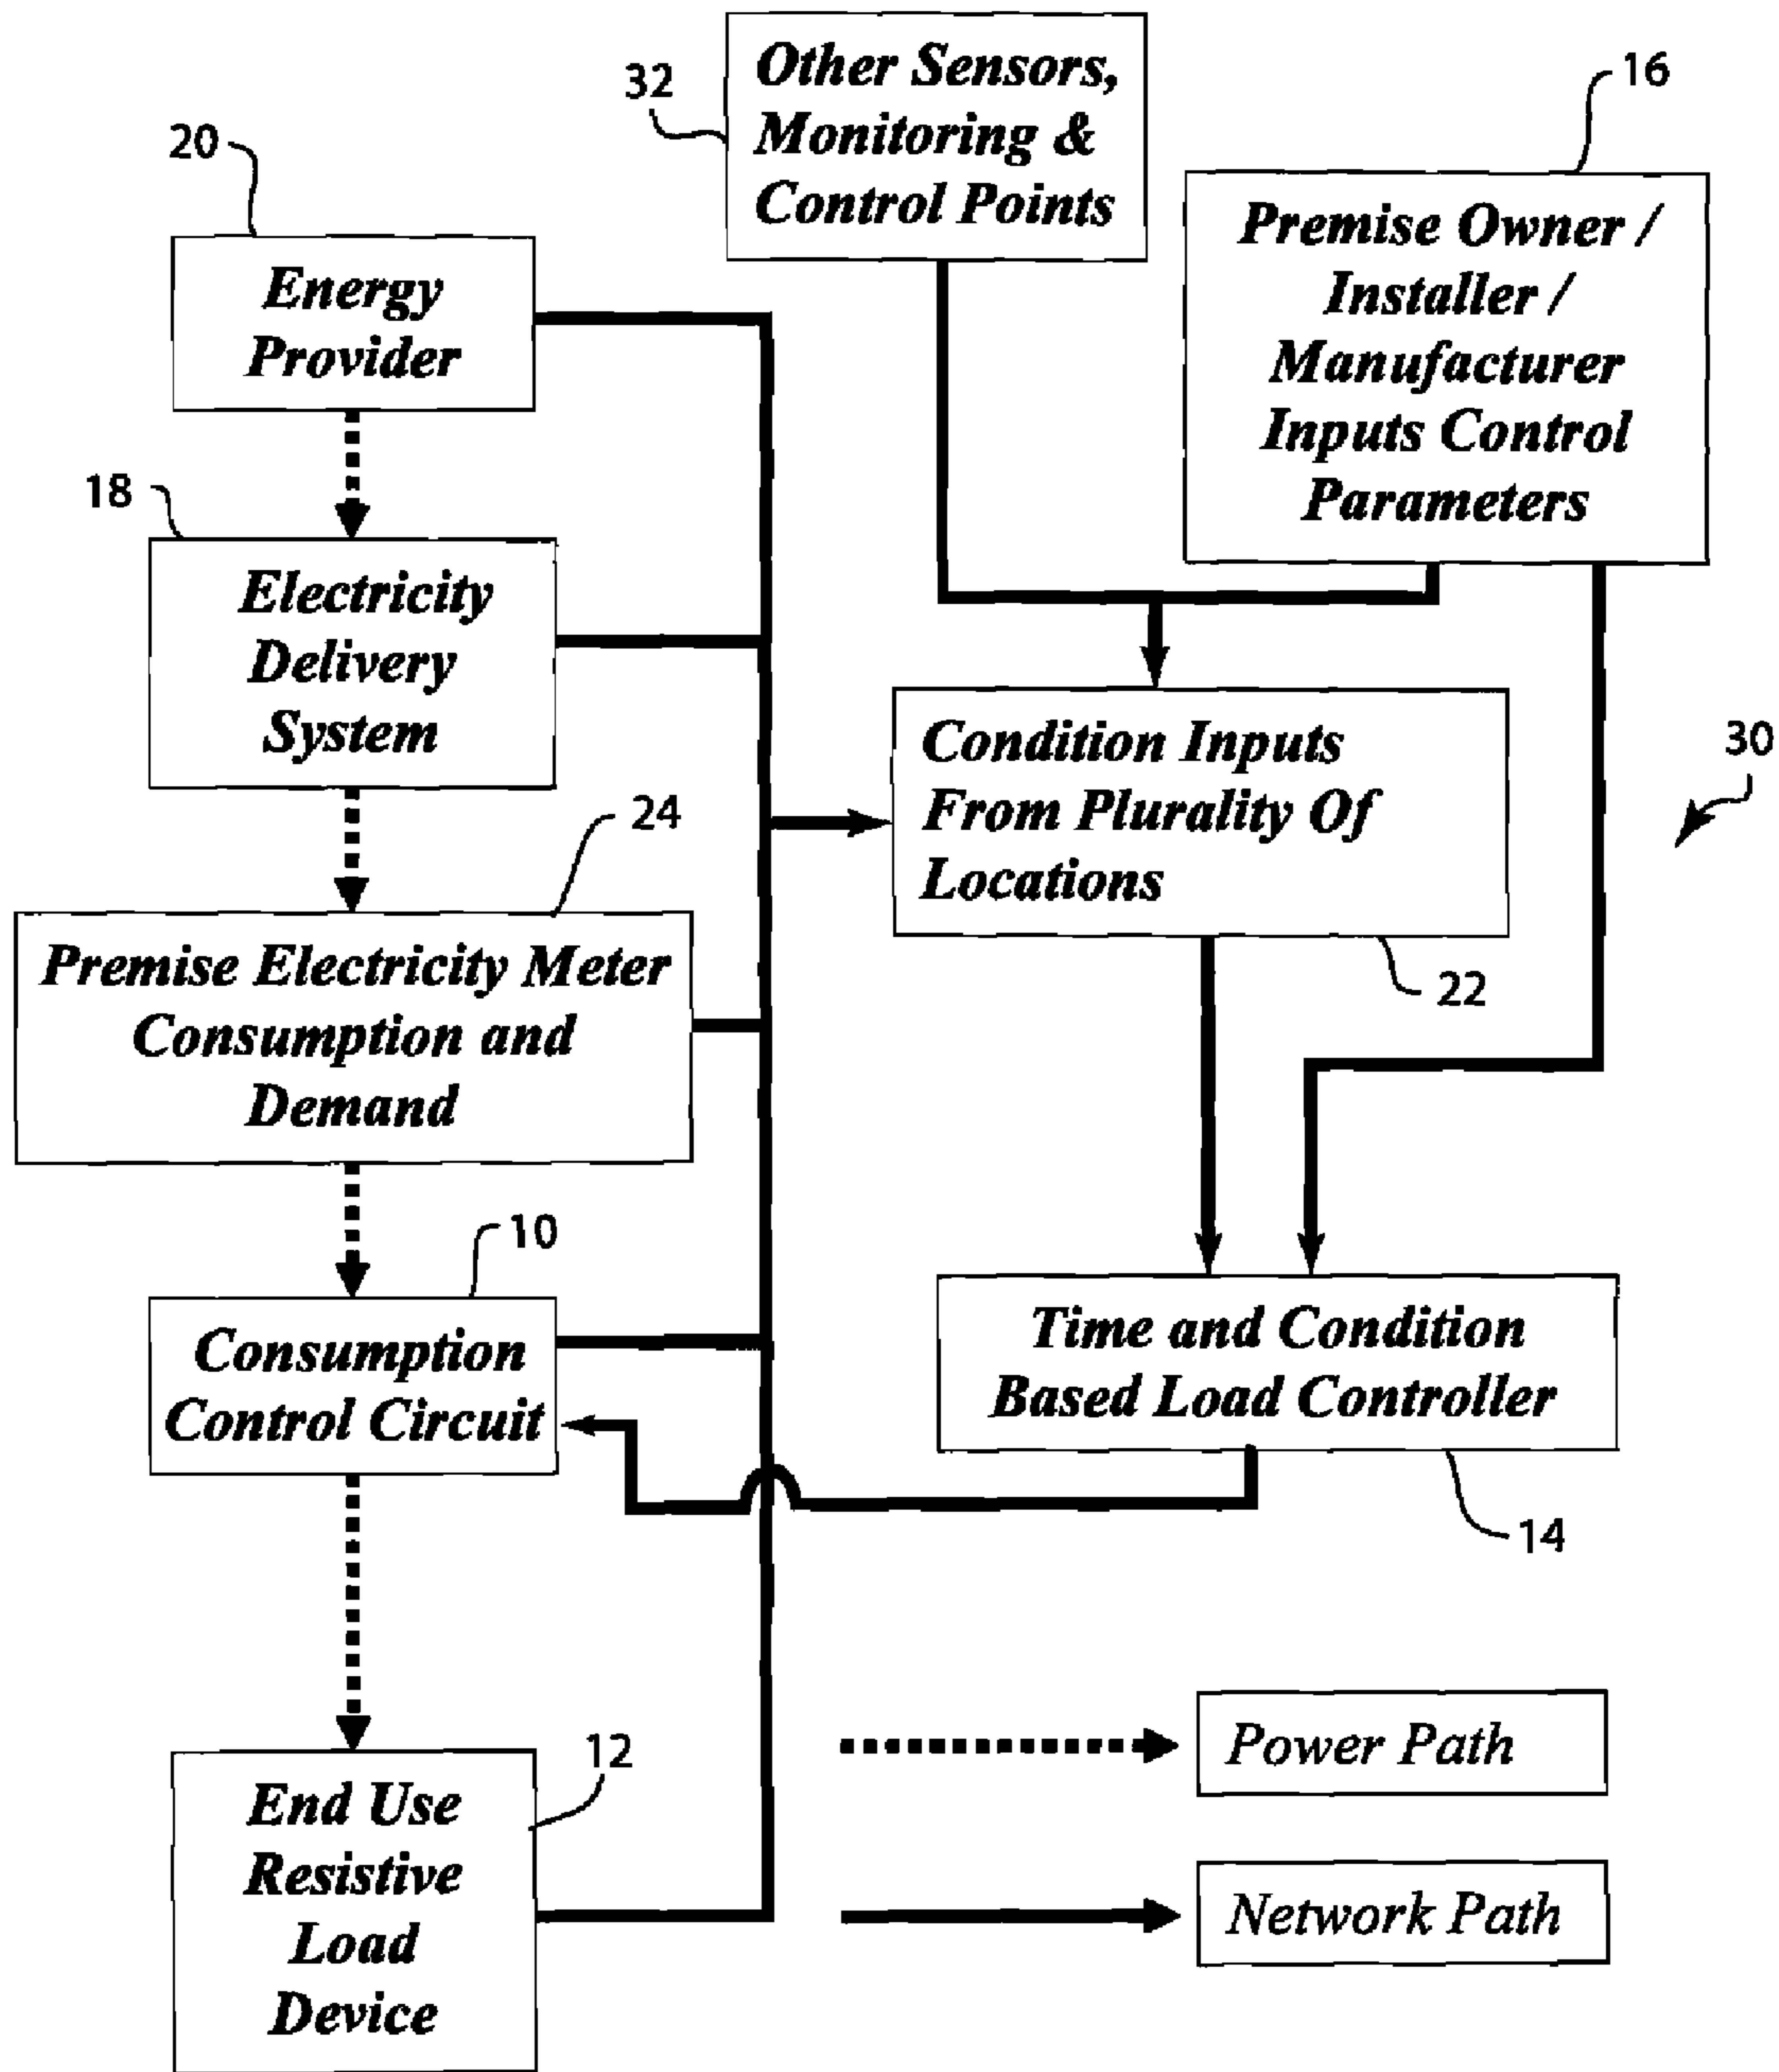 32
Other Sensors,
Monitoring &
Control Points
16
Premise Owner /
Installer /
Manufacturer
Inputs Control
Parameters
20
Energy
Provider
18
Electricity
Delivery
System
Condition Inputs
From Plurality Of
Locations
30
22
24
Premise Electricity Meter
Consumption and
Demand
10
Consumption
Control Circuit
Time and Condition
Based Load Controller
14
12
End Use
Resistive
Load
Device
Power Path
Network Path